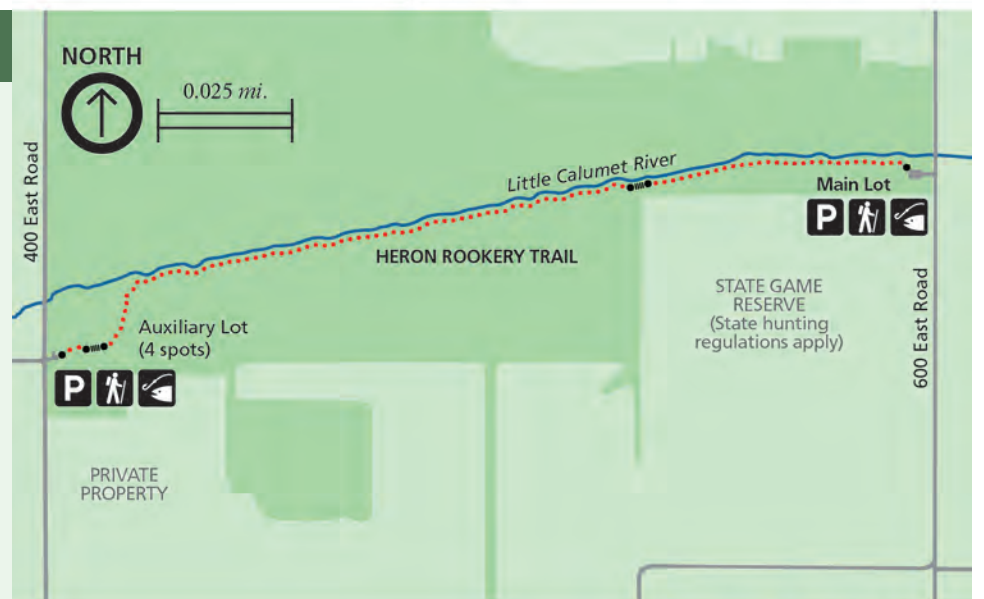 NORTH
0.025 mi.
400 East Road
Little Calumet River
Main Lot
P
HERON ROOKERY TRAIL
STATE GAME
RESERVE
(State hunting
regulations apply)
600 East Road
Auxiliary Lot
(4 spots)
P
PRIVATE
PROPERTY